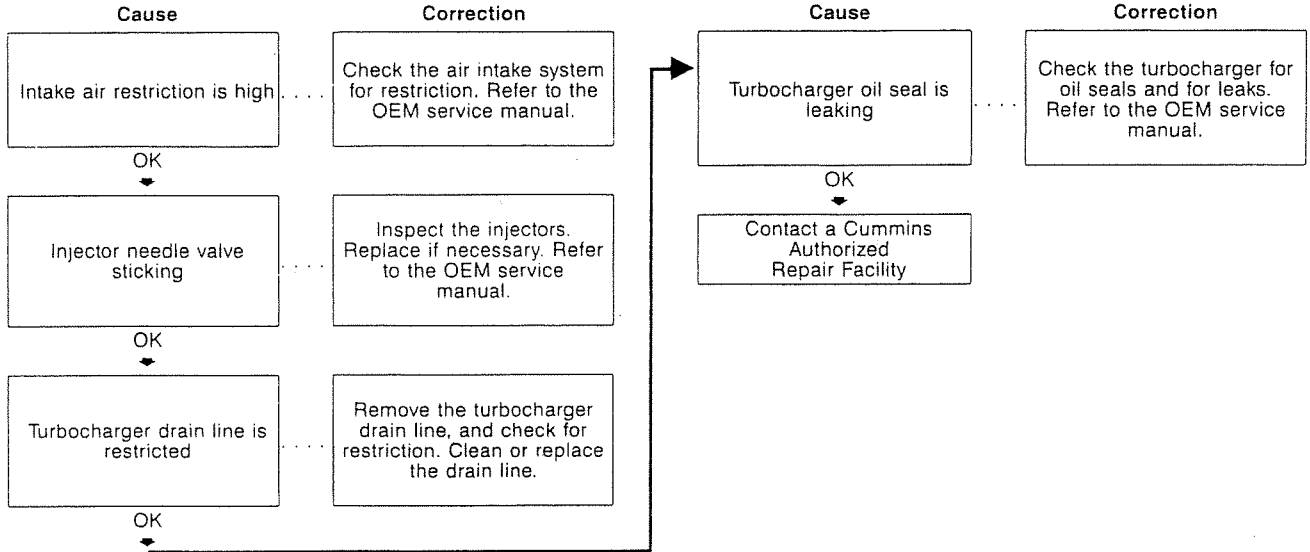 Cause
Correction
Intake air restriction is high
Check the air intake system
for restriction. Refer to the
OEM service manual.
OK
Injector needle valve
sticking
Inspect the injectors.
Replace if necessary. Refer
to the OEM service
manual.
OK
Turbocharger drain line is
restricted
Remove the turbocharger
drain line, and check for
restriction. Clean or replace
the drain line.
OK
Cause
Correction
Turbocharger oil seal is
leaking
Check the turbocharger for
oil seals and for leaks.
Refer to the OEM service
manual.
OK
Contact a Cummins
Authorized
Repair Facility